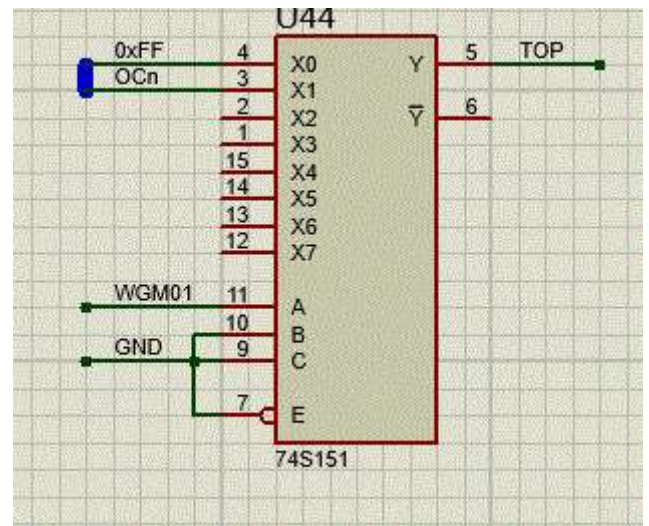 U44
0xFF 4 X0 Y 5 TOP
OCn 3 X1
2 X2 Y 6
1 X3
15 X4
14 X5
13 X6
12 X7
WGM01 11 A
10 B
GND 9 C
7 E
74S151